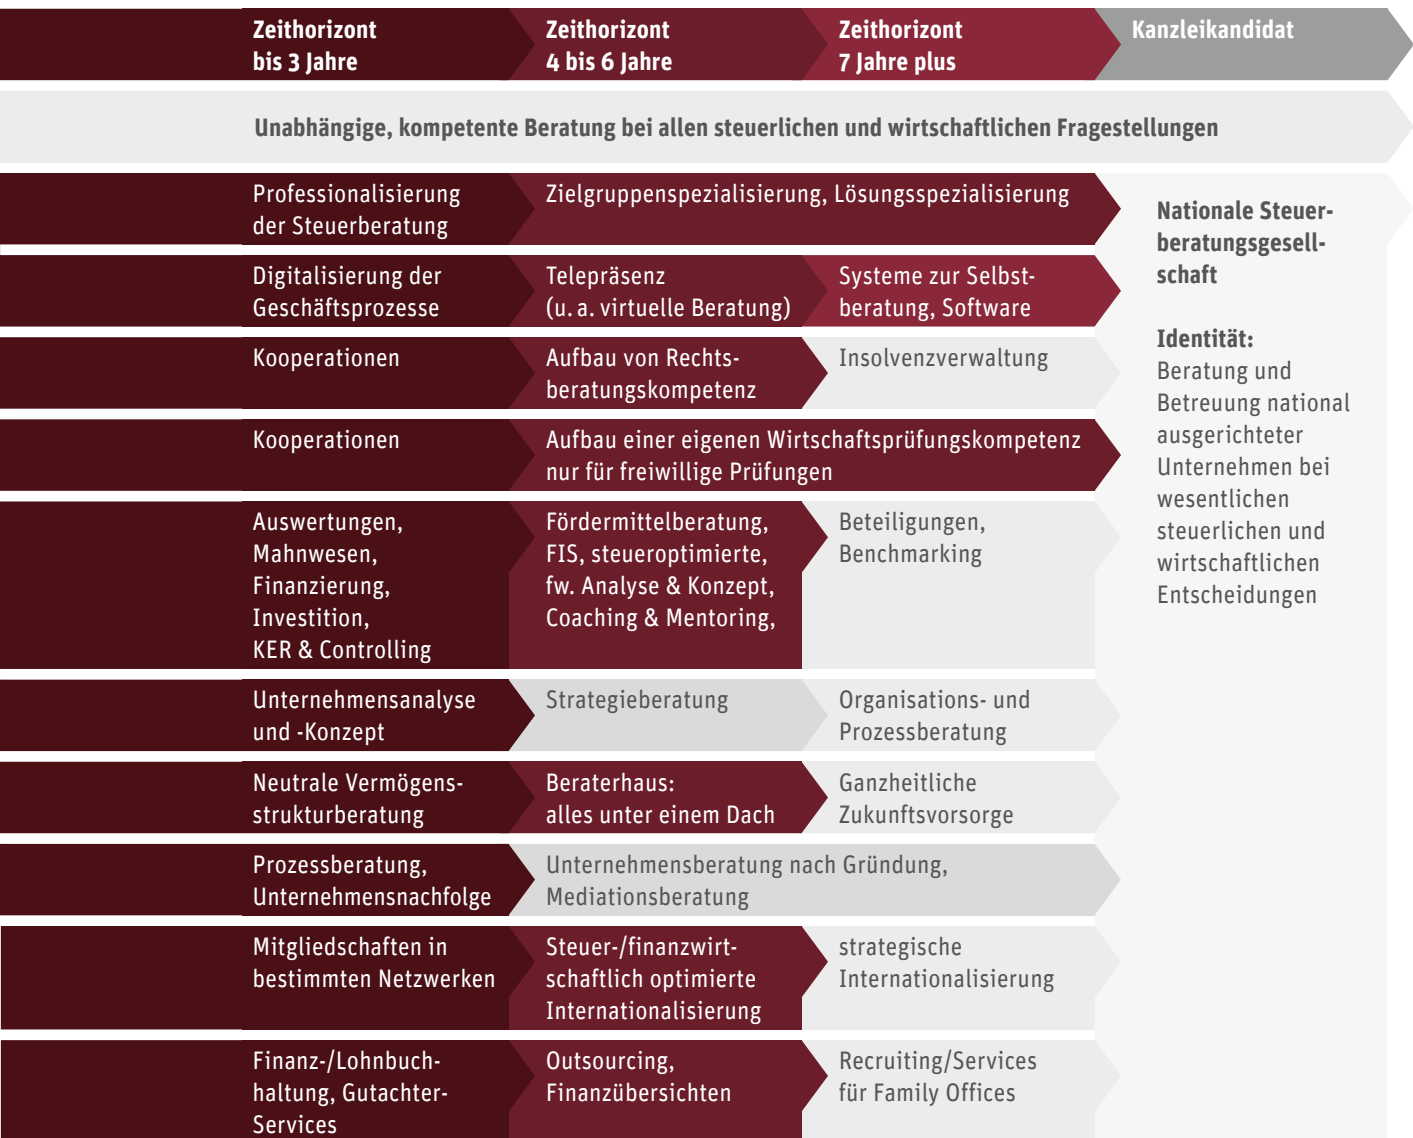 Zeithorizont
bis 3 Jahre
Zeithorizont
4 bis 6 Jahre
Zeithorizont
7 Jahre plus
Kanzleikandidat
Unabhängige, kompetente Beratung bei allen steuerlichen und wirtschaftlichen Fragestellungen
Professionalisierung
der Steuerberatung
Zielgruppenspezialisierung, Lösungsspezialisierung
Digitalisierung der
Geschäftsprozesse
Telepräsenz
(u. a. virtuelle Beratung)
Systeme zur Selbst-
beratung, Software
Kooperationen
Aufbau von Rechts-
beratungskompetenz
Insolvenzverwaltung
Kooperationen
Aufbau einer eigenen Wirtschaftsprüfungskompetenz
nur für freiwillige Prüfungen
Auswertungen,
Mahnwesen,
Finanzierung,
Investition,
KER & Controlling
Fördermittelberatung,
FIS, steueroptimierte,
fw. Analyse & Konzept,
Coaching & Mentoring,
Beteiligungen,
Benchmarking
Unternehmensanalyse
und -Konzept
Strategieberatung
Organisations- und
Prozessberatung
Neutrale Vermögens-
strukturberatung
Beraterhaus:
alles unter einem Dach
Ganzheitliche
Zukunftsvorsorge
Prozessberatung,
Unternehmensnachfolge
Unternehmensberatung nach Gründung,
Mediationsberatung
Mitgliedschaften in
bestimmten Netzwerken
Steuer-/finanzwirt-
schaftlich optimierte
Internationalisierung
strategische
Internationalisierung
Finanz-/Lohnbuch-
haltung, Gutachter-
Services
Outsourcing,
Finanzübersichten
Recruiting/Services
für Family Offices
Nationale Steuer-
beratungsgesell-
schaft
Identität:
Beratung und
Betreuung national
ausgerichteter
Unternehmen bei
wesentlichen
steuerlichen und
wirtschaftlichen
Entscheidungen